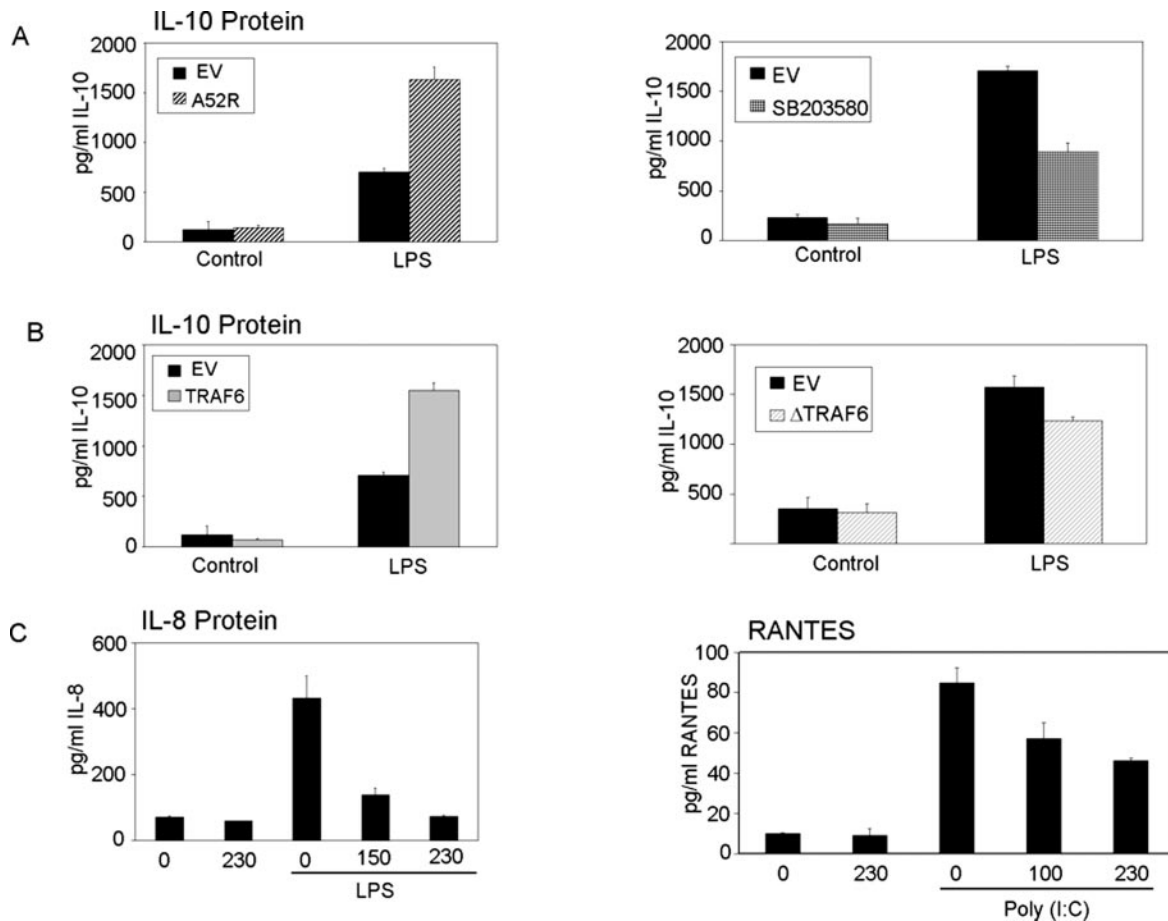 A
IL-10 Protein
pg/ml IL-10
2000
1500
1000
500
0
EV
A52R
Control
LPS
pg/ml IL-10
2000
1500
1000
500
0
EV
SB203580
Control
LPS
B
IL-10 Protein
pg/ml IL-10
2000
1500
1000
500
0
EV
TRAF6
Control
LPS
pg/ml IL-10
2000
1500
1000
500
EV
ΔTRAF6
Control
LPS
C
IL-8 Protein
pg/ml IL-8
600
400
200
0
0 230 0 150 230
LPS
RANTES
pg/ml RANTES
100
80
60
40
20
10
0
0 230 0 100 230
Poly (I:C)